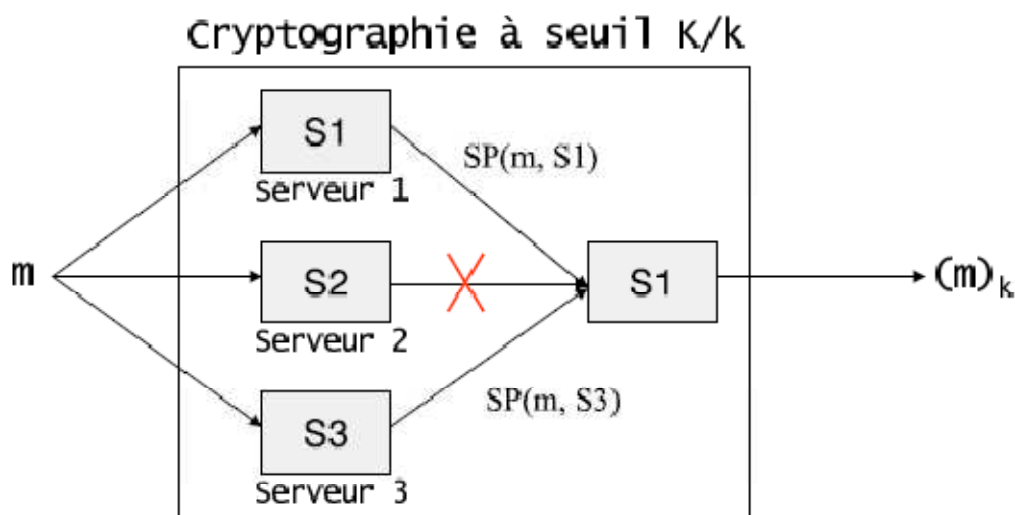 Cryptographie à seuil K/k
S1
SP(m, S1)
Serveur 1
m
S2
S1
(m)k
Serveur 2
SP(m, S3)
S3
Serveur 3